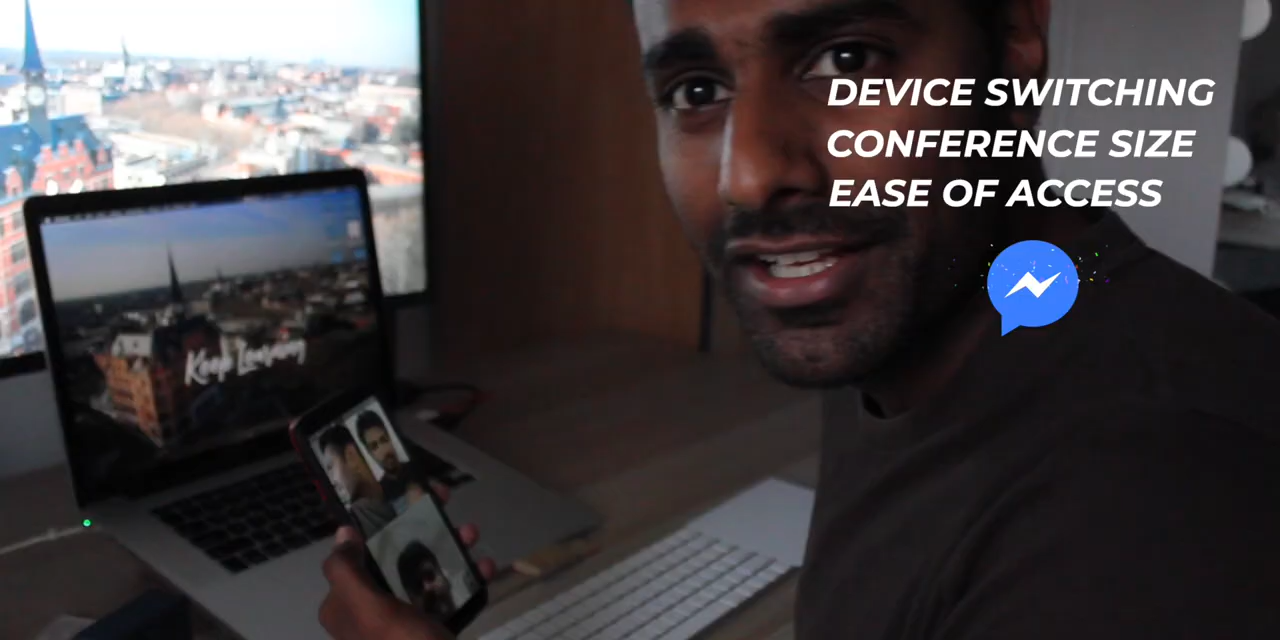 DEVICE SWITCHING
CONFERENCE SIZE
EASE OF ACCESS
Keep Learning